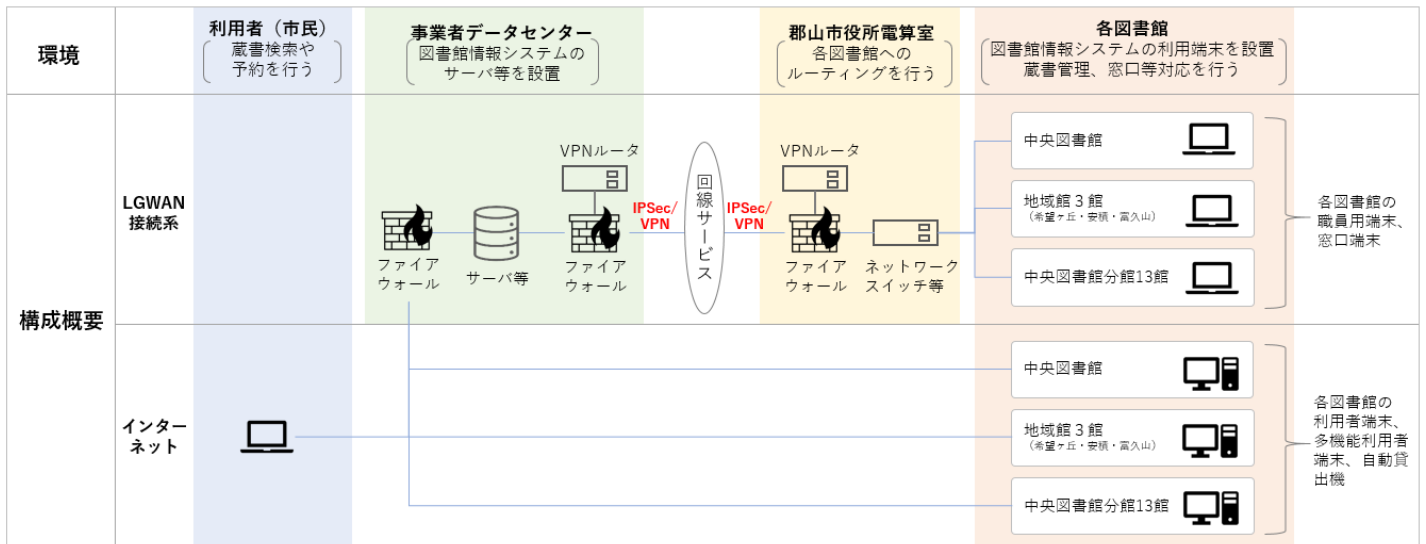 環境
利用者（市民）
蔵書検索や
予約を行う
事業者データセンター
図書館情報システムの
サーバ等を設置
郡山市役所電算室
各図書館への
ルーティングを行う
各図書館
図書館情報システムの利用端末を設置
蔵書管理、窓口等対応を行う
構成概要
LGWAN
接続系
ファイア
ウォール
サーバ等
VPNルータ
ファイア
ウォール
IPSec/
VPN
回線サービス
IPSec/
VPN
VPNルータ
ファイア
ウォール
ネットワーク
スイッチ等
中央図書館
地域館３館
（希望ヶ丘・安積・富久山）
中央図書館分館13館
各図書館の
職員用端末、
窓口端末
インター
ネット
中央図書館
地域館３館
（希望ヶ丘・安積・富久山）
中央図書館分館13館
各図書館の
利用者端末、
多機能利用者
端末、自動貸
出機